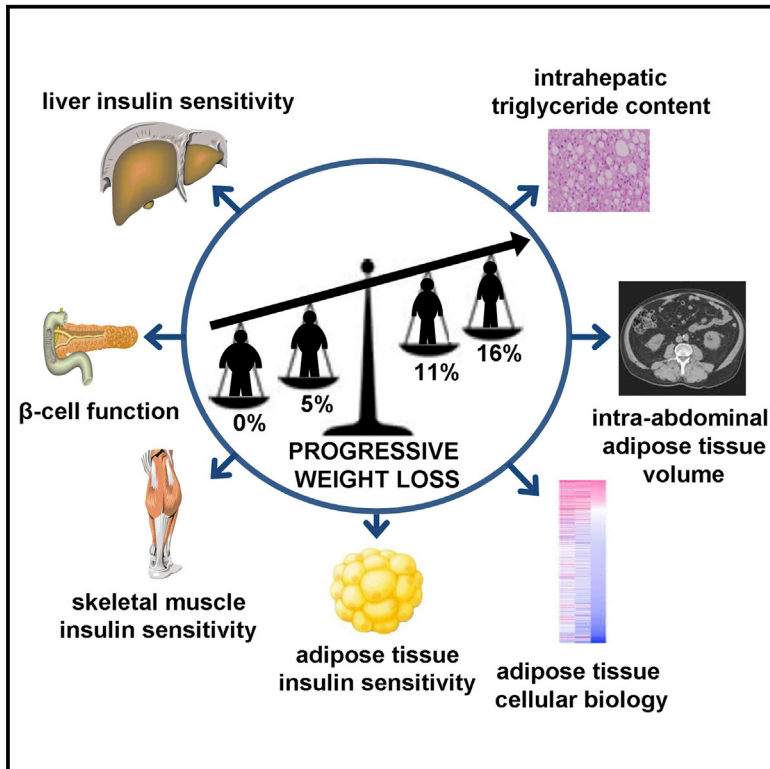 liver insulin sensitivity
intrahepatic
triglyceride content
β-cell function
0%
5%
11%
16%
PROGRESSIVE
WEIGHT LOSS
intra-abdominal
adipose tissue
volume
skeletal muscle
insulin sensitivity
adipose tissue
insulin sensitivity
adipose tissue
cellular biology